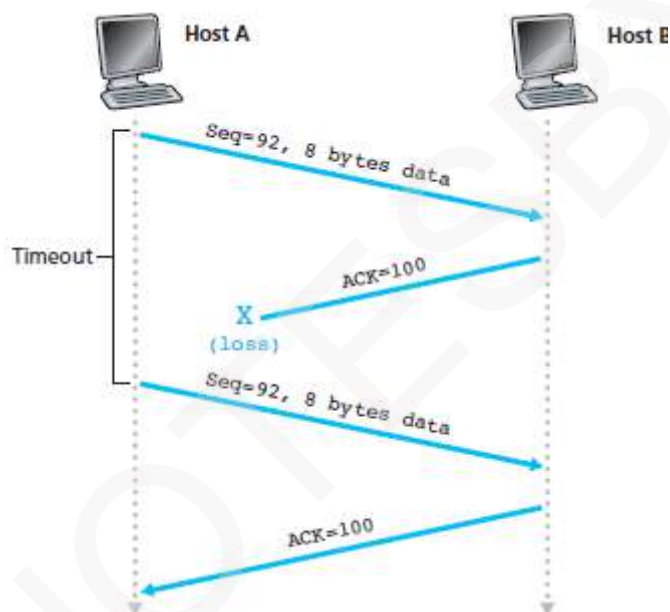 Host A
Host B
Seq=92, 8 bytes data
Timeout
ACK=100
X
(loss)
Seq=92, 8 bytes data
ACK=100